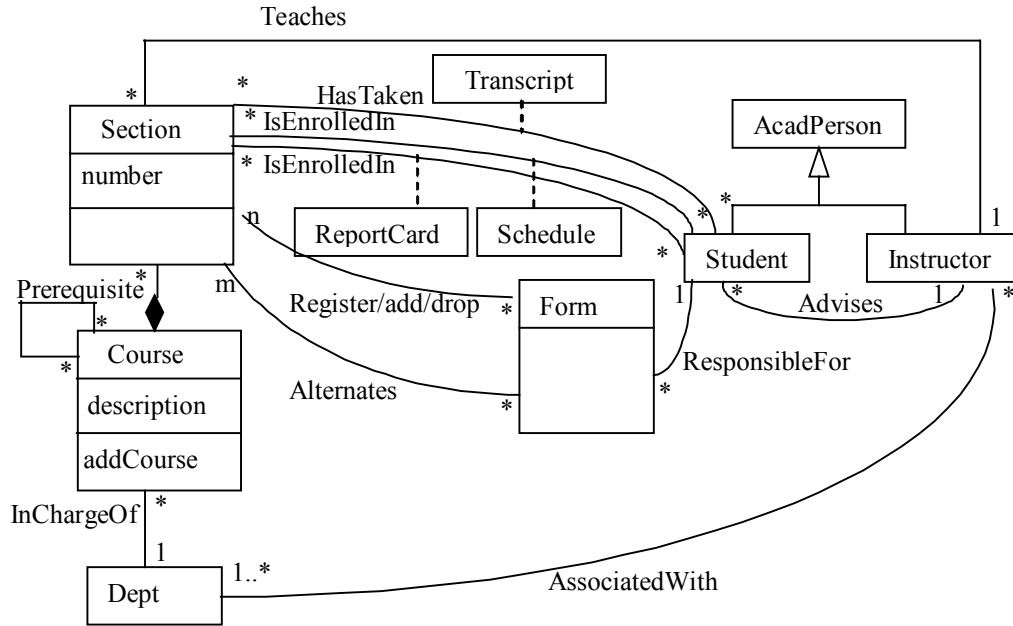 Teaches
*
*
HasTaken
Transcript
Section
* IsEnrolledIn
AcadPerson
* IsEnrolledIn
number
n
ReportCard
Schedule
*
*
*
1
Student
Instructor
*
m
Prerequisite
Register/add/drop
*
Form
1
*
Advises
1
*
*
Course
*
ResponsibleFor
*
Alternates
*
description
addCourse
InChargeOf
*
1
1..*
AssociatedWith
Dept